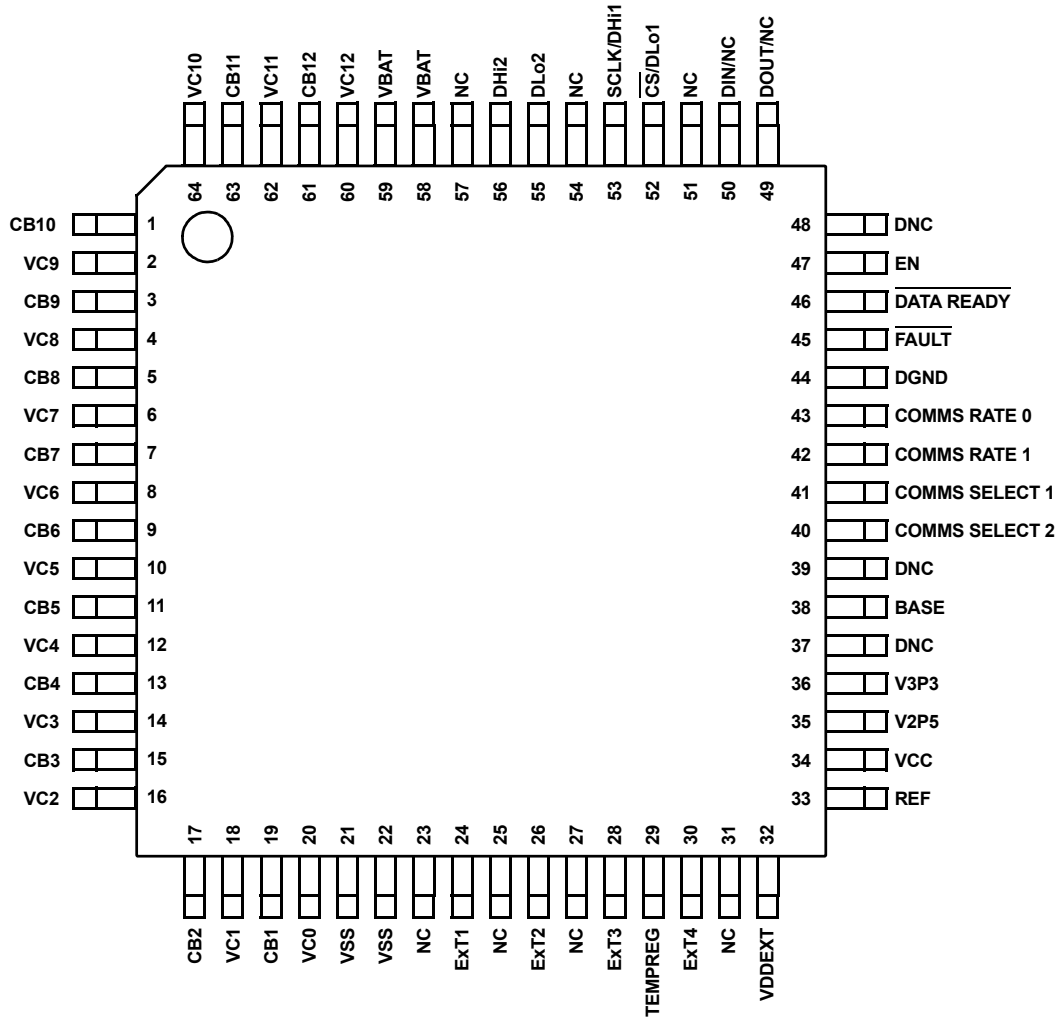 VC10
CB11
VC11
CB12
VC12
VBAT
VBAT
NC
DHi2
DLo2
NC
SCLK/DHi1
CS/DLo1
NC
DIN/NC
DOUT/NC
64
63
62
61
60
59
58
57
56
55
54
53
52
51
50
49
CB10 1
VC9 2
CB9 3
VC8 4
CB8 5
VC7 6
CB7 7
VC6 8
CB6 9
VC5 10
CB5 11
VC4 12
CB4 13
VC3 14
CB3 15
VC2 16
48 DNC
47 EN
46 DATA READY
45 FAULT
44 DGND
43 COMMS RATE 0
42 COMMS RATE 1
41 COMMS SELECT 1
40 COMMS SELECT 2
39 DNC
38 BASE
37 DNC
36 V3P3
35 V2P5
34 VCC
33 REF
17
18
19
20
21
22
23
24
25
26
27
28
29
30
31
32
CB2
VC1
CB1
VC0
VSS
VSS
NC
ExT1
NC
ExT2
NC
ExT3
TEMPREG
ExT4
NC
VDDEXT